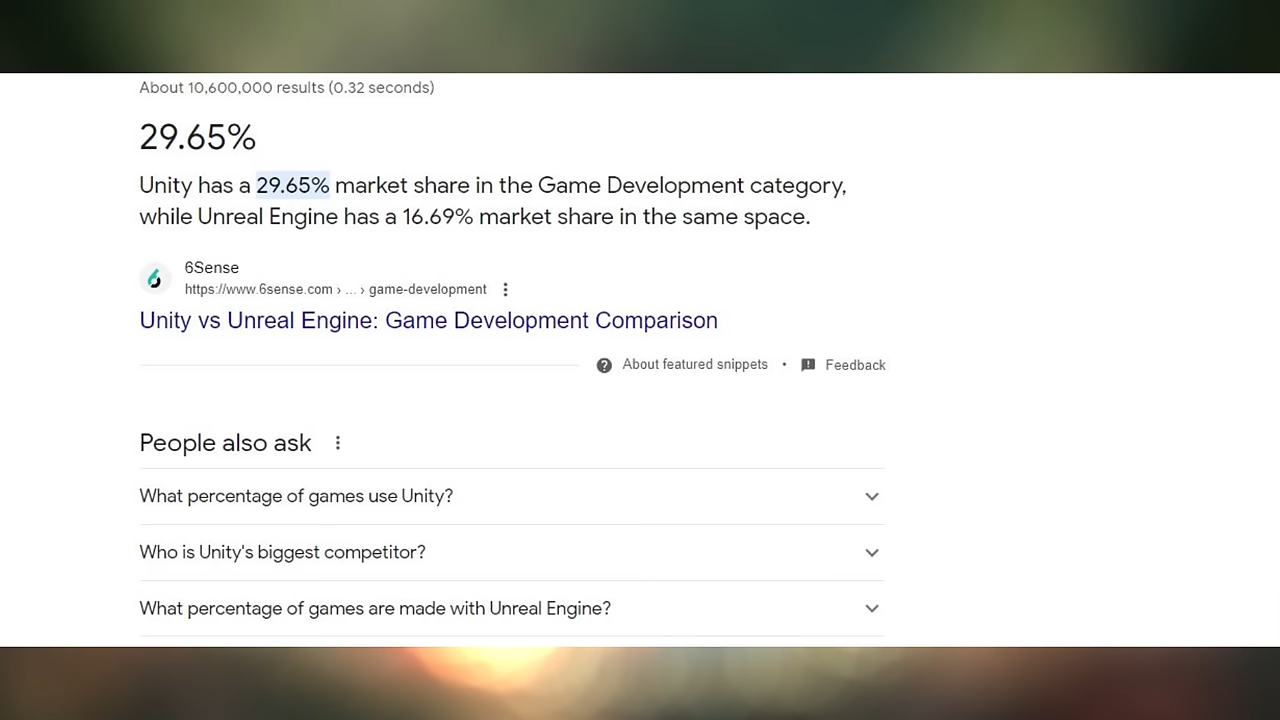 About 10,600,000 results (0.32 seconds)
29.65%
Unity has a 29.65% market share in the Game Development category,
while Unreal Engine has a 16.69% market share in the same space.
6Sense
https://www.6sense.com › ... › game-development
Unity vs Unreal Engine: Game Development Comparison
About featured snippets • Feedback
People also ask
What percentage of games use Unity?
Who is Unity's biggest competitor?
What percentage of games are made with Unreal Engine?